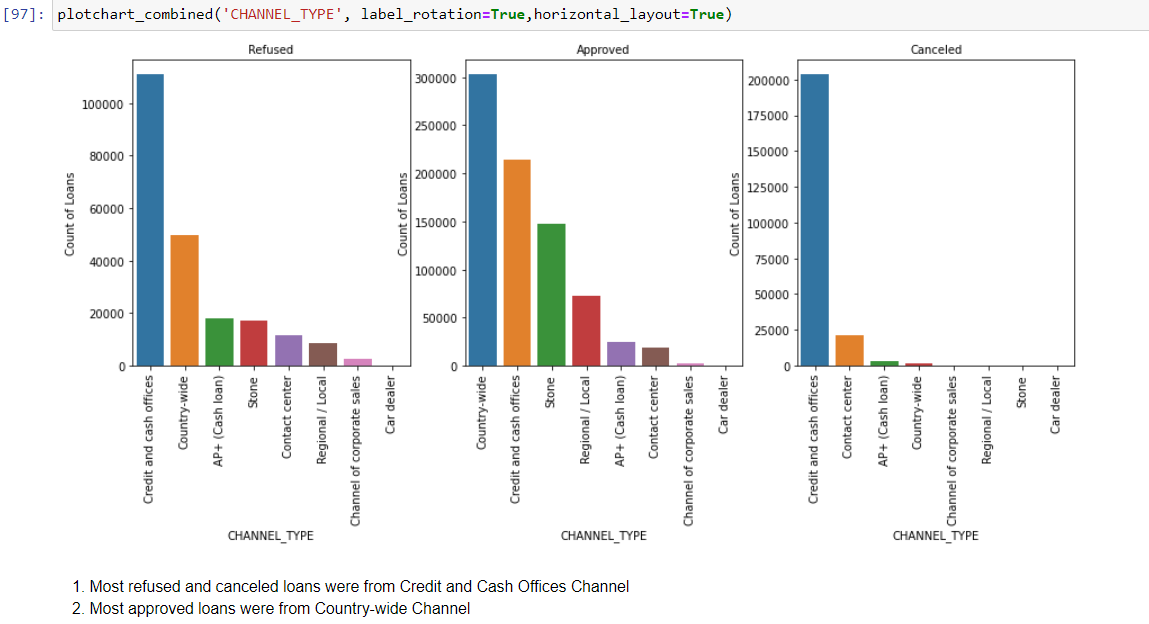 [97]: plotchart_combined('CHANNEL_TYPE', label_rotation=True,horizontal_layout=True)
Refused
Count of Loans
100000
80000
60000
40000
20000
0
Credit and cash offices
Country-wide
AP+ (Cash loan)
Stone
Contact center
Regional / Local
Channel of corporate sales
Car dealer
CHANNEL_TYPE
Approved
Count of Loans
300000
250000
200000
150000
100000
50000
0
Country-wide
Credit and cash offices
Stone
Regional / Local
AP+ (Cash loan)
Contact center
Channel of corporate sales
Car dealer
CHANNEL_TYPE
Canceled
Count of Loans
200000
175000
150000
125000
100000
75000
50000
25000
0
Credit and cash offices
Contact center
AP+ (Cash loan)
Country-wide
Channel of corporate sales
Regional / Local
Stone
Car dealer
CHANNEL_TYPE
1. Most refused and canceled loans were from Credit and Cash Offices Channel
2. Most approved loans were from Country-wide Channel